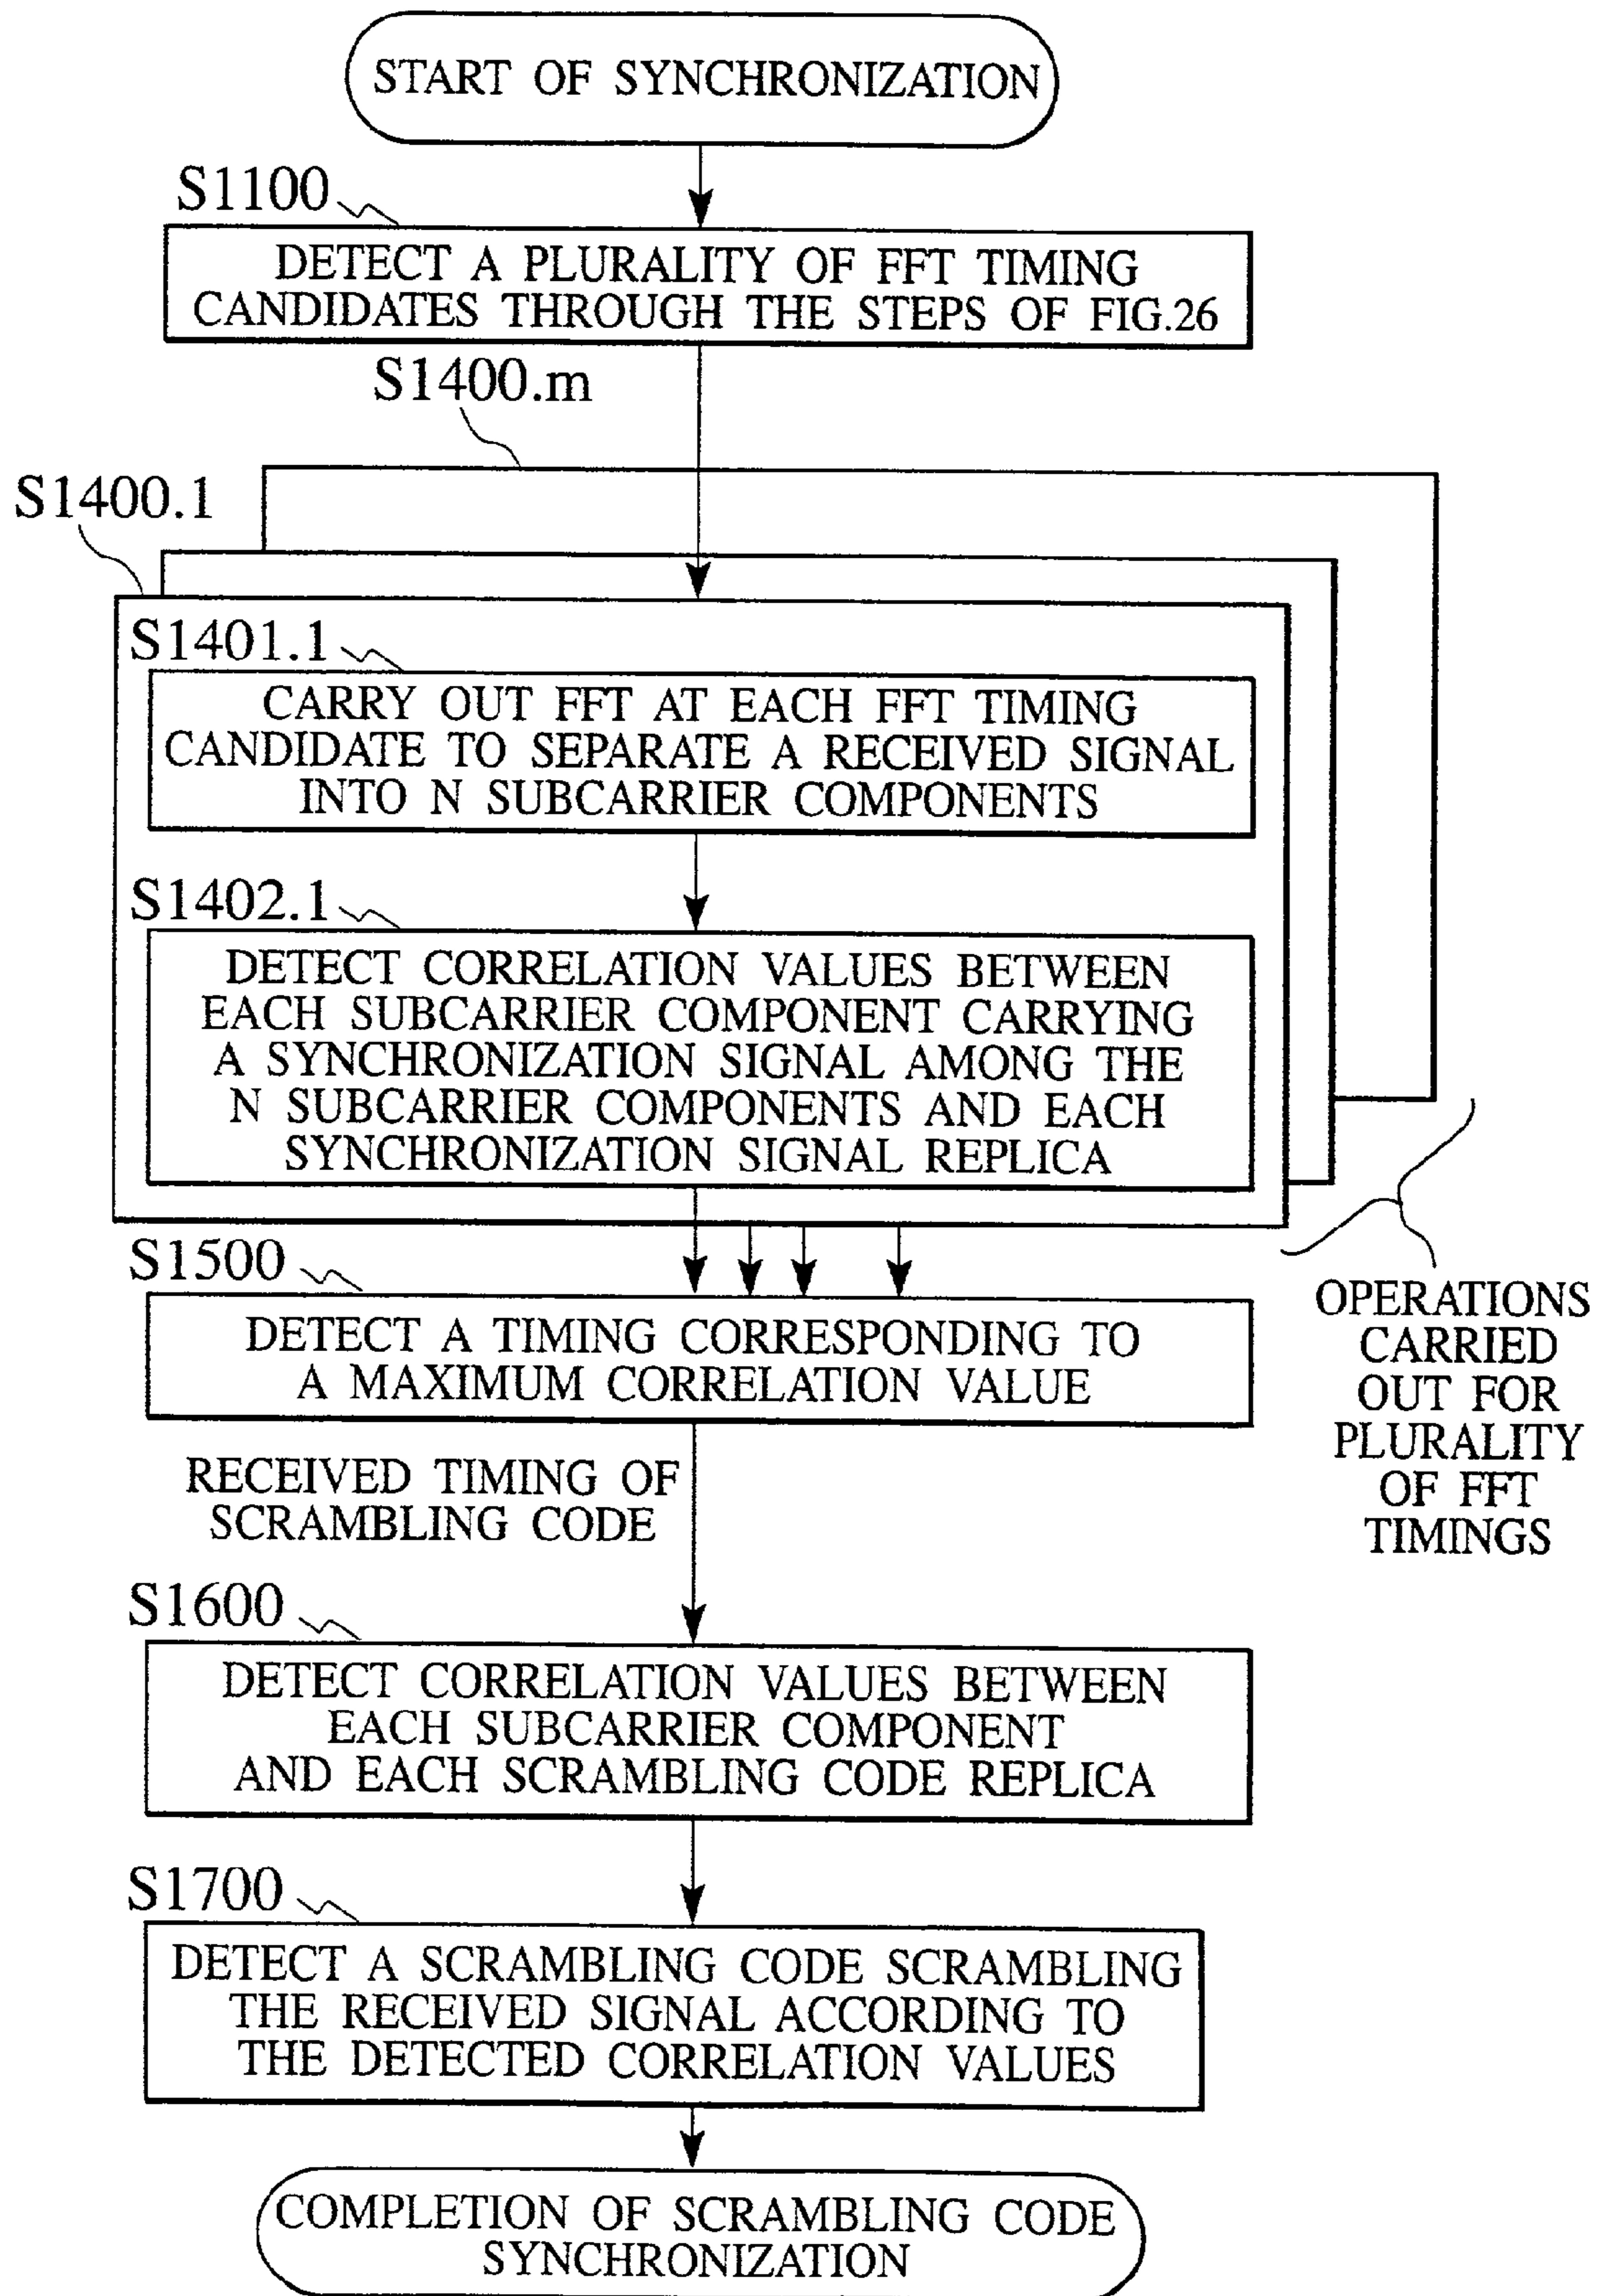 START OF SYNCHRONIZATION
S1100
DETECT A PLURALITY OF FFT TIMING
CANDIDATES THROUGH THE STEPS OF FIG.26
S1400.m
S1400.1
S1401.1
CARRY OUT FFT AT EACH FFT TIMING
CANDIDATE TO SEPARATE A RECEIVED SIGNAL
INTO N SUBCARRIER COMPONENTS
S1402.1
DETECT CORRELATION VALUES BETWEEN
EACH SUBCARRIER COMPONENT CARRYING
A SYNCHRONIZATION SIGNAL AMONG THE
N SUBCARRIER COMPONENTS AND EACH
SYNCHRONIZATION SIGNAL REPLICA
OPERATIONS
CARRIED
OUT FOR
PLURALITY
OF FFT
TIMINGS
S1500
DETECT A TIMING CORRESPONDING TO
A MAXIMUM CORRELATION VALUE
RECEIVED TIMING OF
SCRAMBLING CODE
S1600
DETECT CORRELATION VALUES BETWEEN
EACH SUBCARRIER COMPONENT
AND EACH SCRAMBLING CODE REPLICA
S1700
DETECT A SCRAMBLING CODE SCRAMBLING
THE RECEIVED SIGNAL ACCORDING TO
THE DETECTED CORRELATION VALUES
COMPLETION OF SCRAMBLING CODE
SYNCHRONIZATION